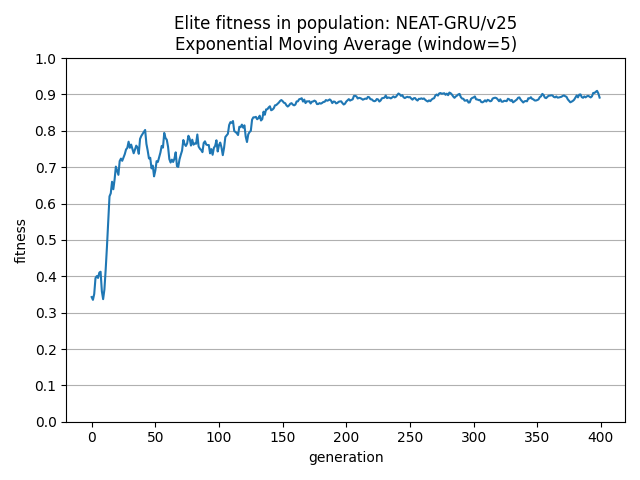 Elite fitness in population: NEAT-GRU/v25
Exponential Moving Average (window=5)
1.0
0.9
0.8
0.7
0.6
0.5
0.4
0.3
0.2
0.1
0.0
fitness
0 50 100 150 200 250 300 350 400
generation